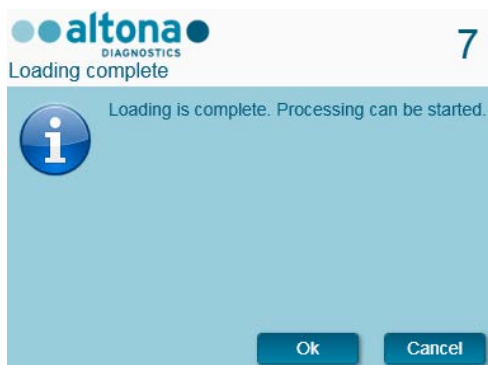 altona
DIAGNOSTICS
7
Loading complete
Loading is complete. Processing can be started.
Ok
Cancel